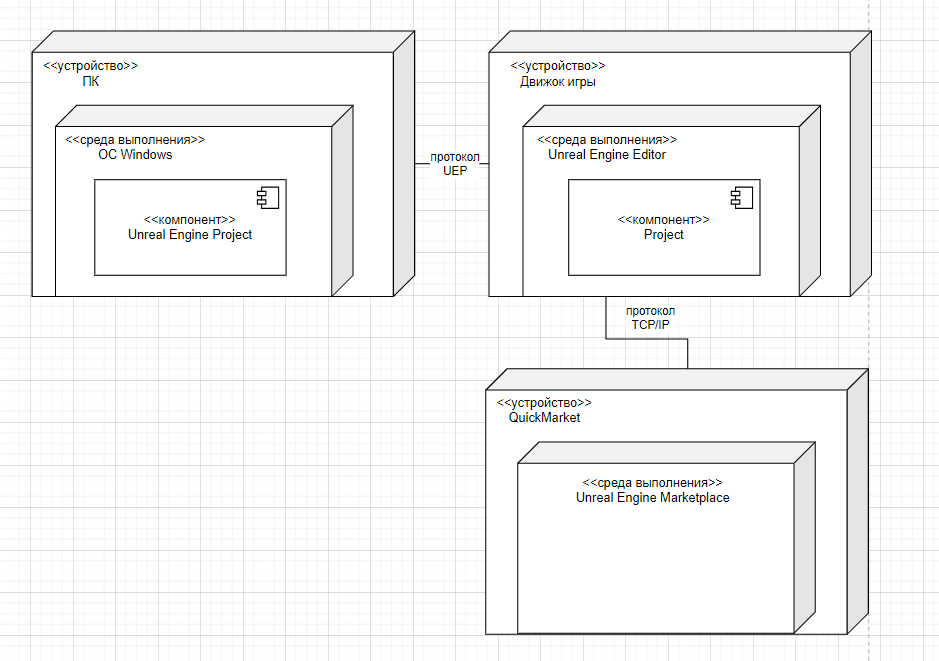 <<устройство>>
ПК
<<среда выполнения>>
ОС Windows
<<компонент>>
Unreal Engine Project
протокол
UEP
<<устройство>>
Движок игры
<<среда выполнения>>
Unreal Engine Editor
<<компонент>>
Project
протокол
TCP/IP
<<устройство>>
QuickMarket
<<среда выполнения>>
Unreal Engine Marketplace